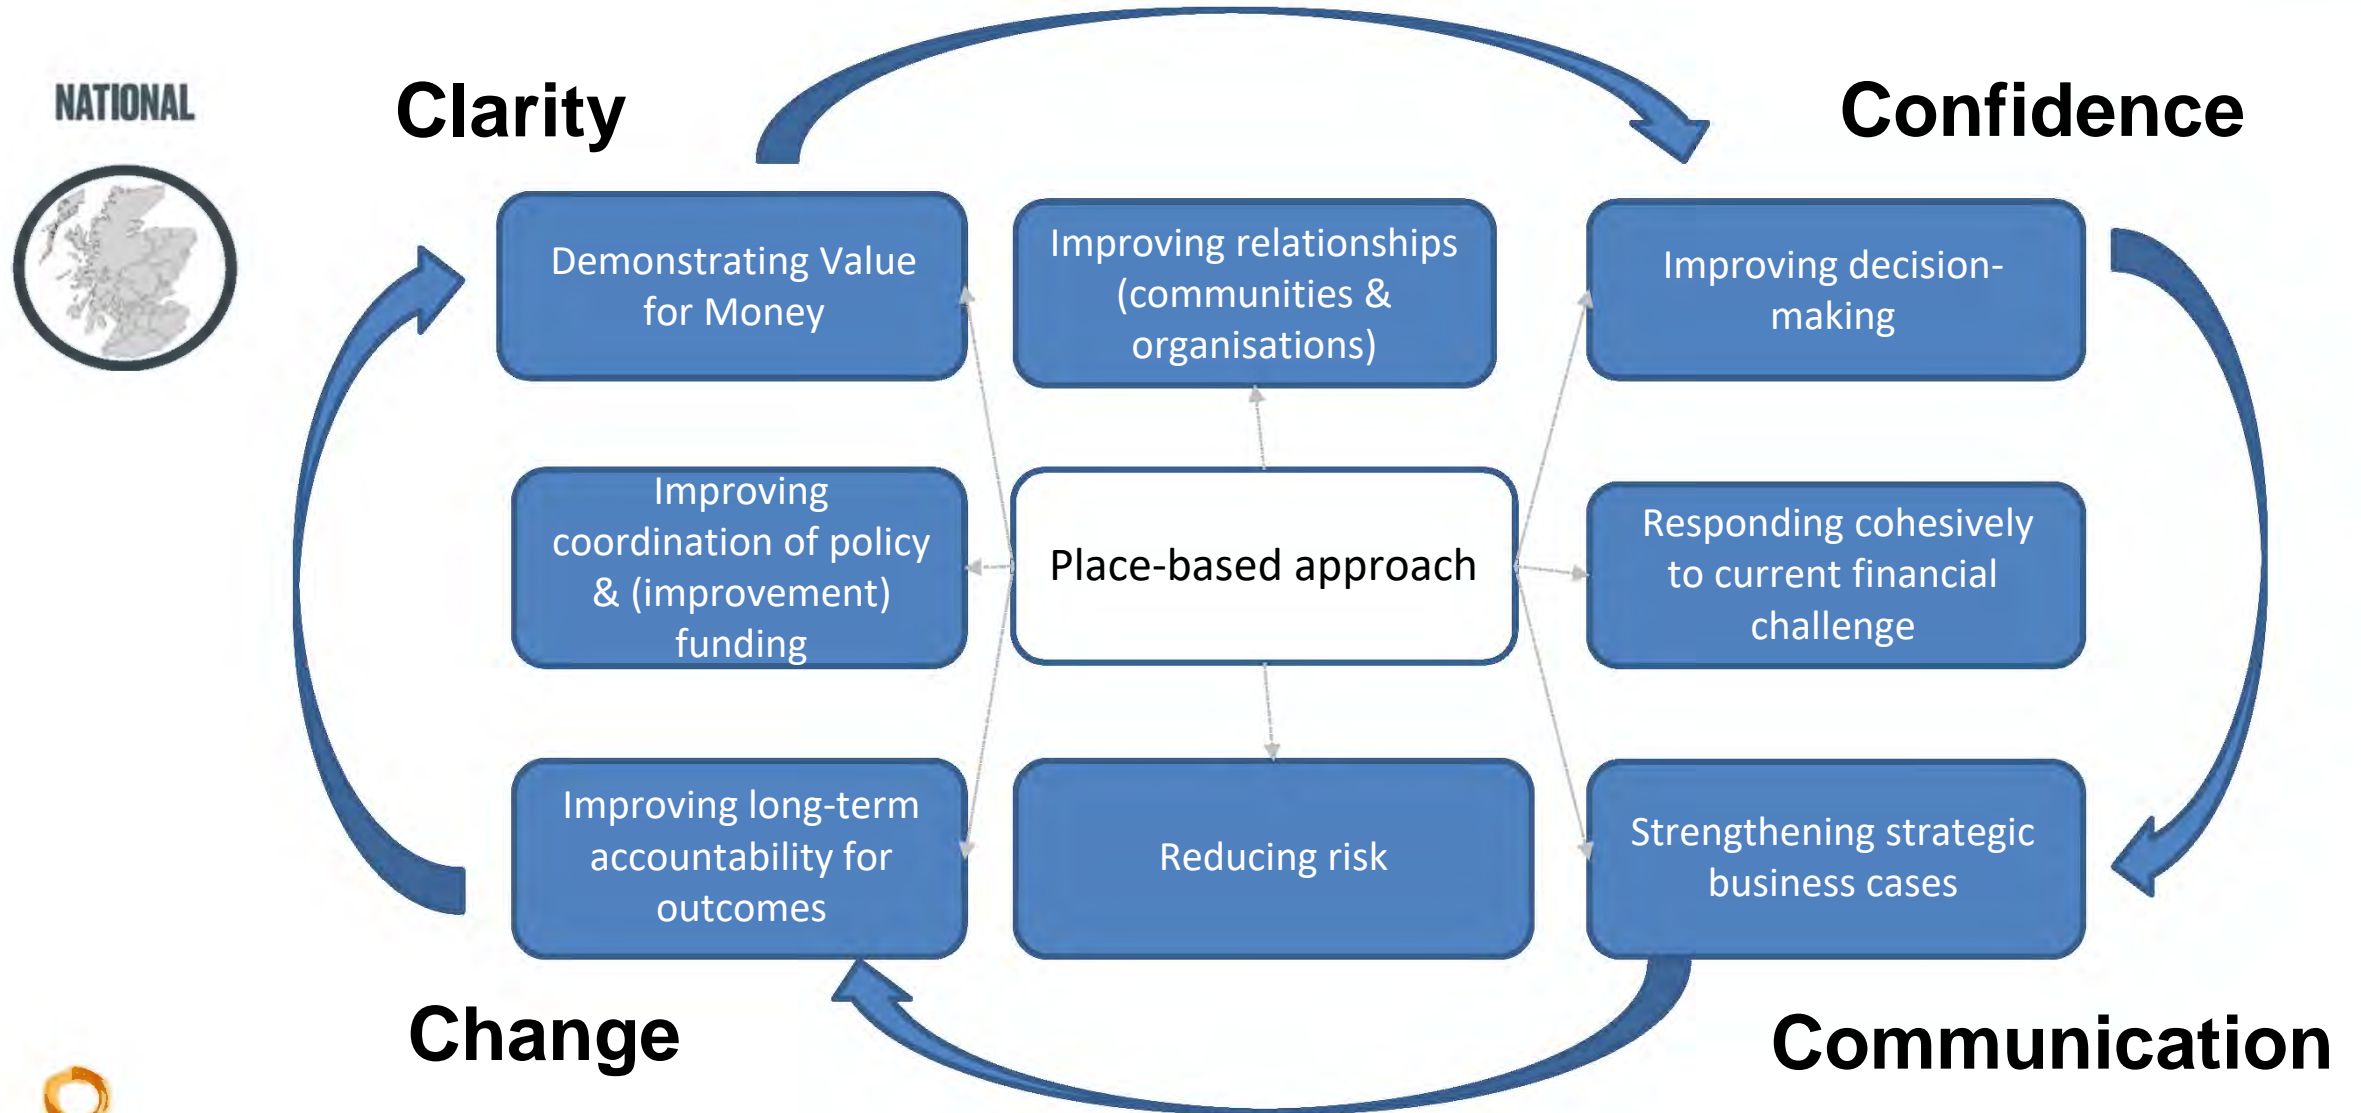 NATIONAL
Clarity
Confidence
Demonstrating Value
for Money
Improving relationships
(communities &
organisations)
Improving decision-
making
Improving
coordination of policy
& (improvement)
funding
Place-based approach
Responding cohesively
to current financial
challenge
Improving long-term
accountability for
outcomes
Reducing risk
Strengthening strategic
business cases
Change
Communication